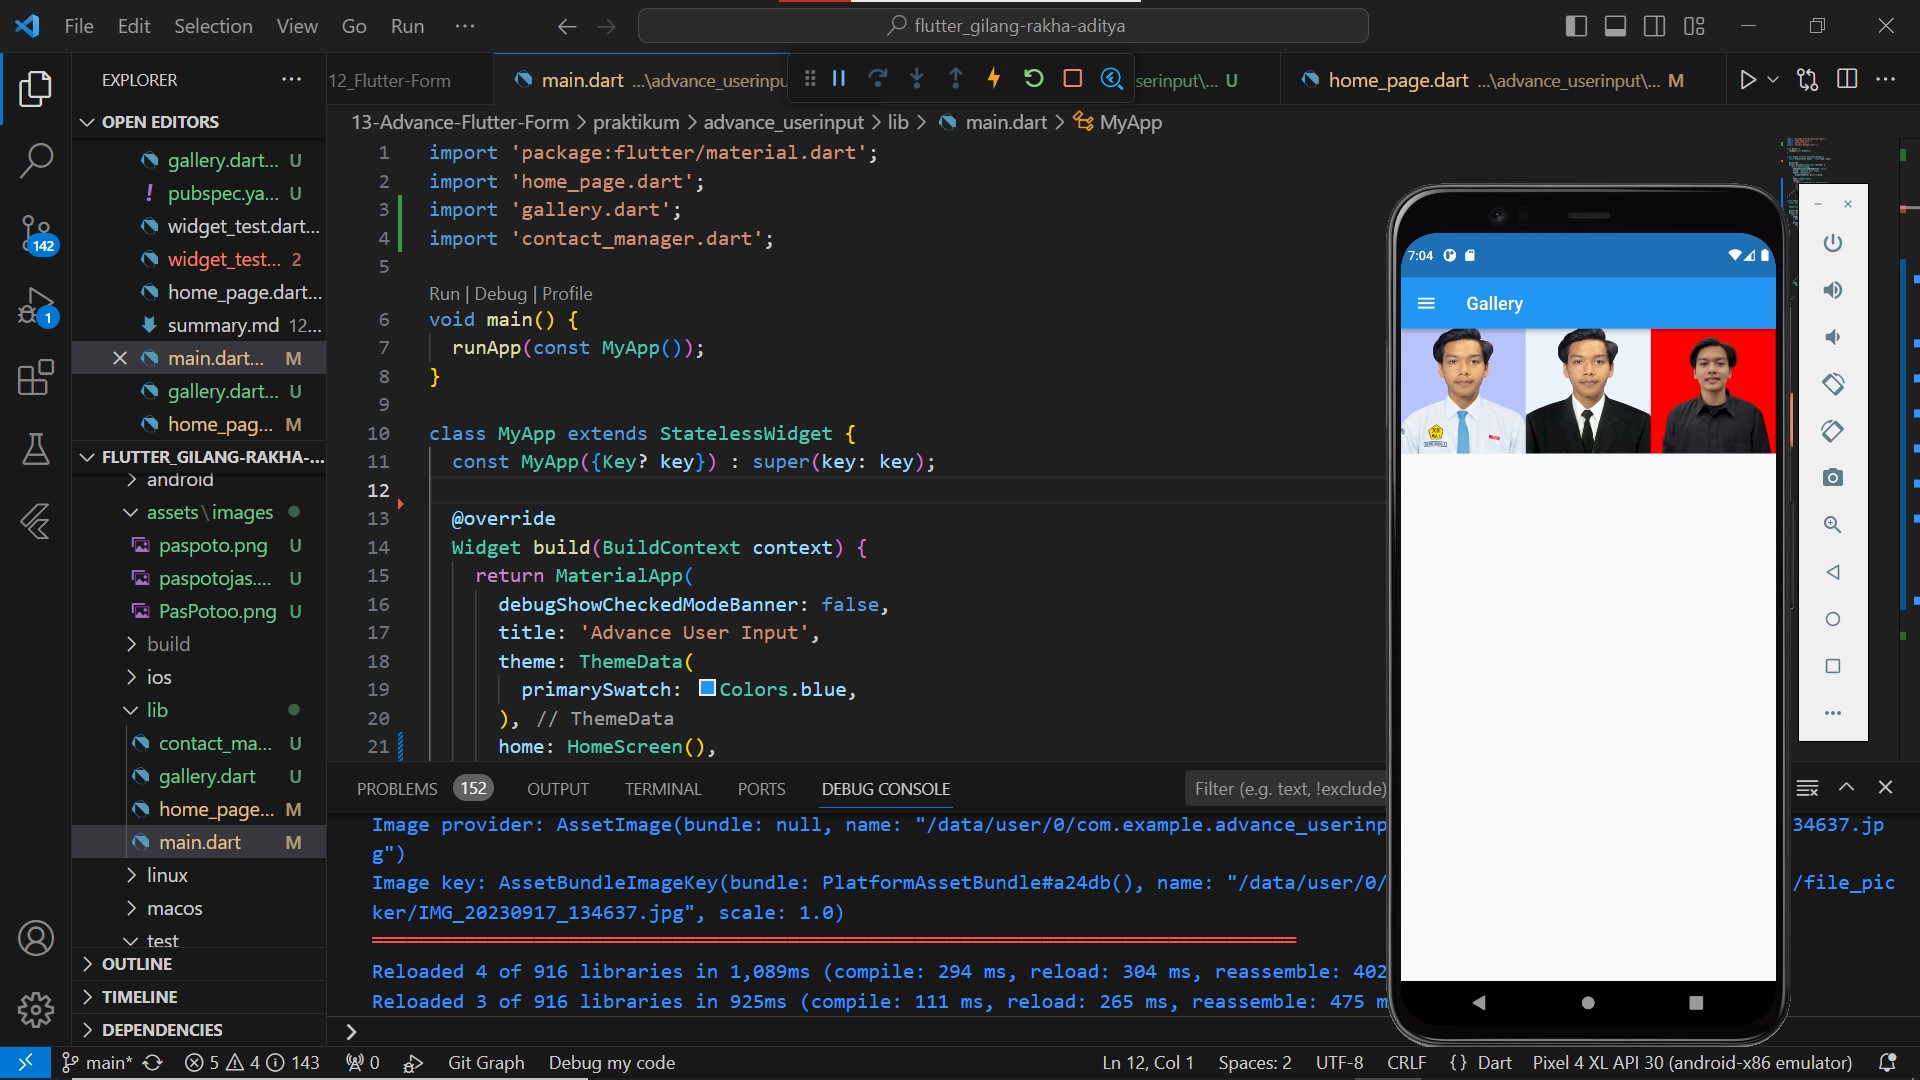 File Edit Selection View Go Run ··· flutter_gilang-rakha-aditya
EXPLORER ···
12_Flutter-Form
main.dart ...\advance_userinpu
serinput\... U
home_page.dart ...\advance_userinput\... M
OPEN EDITORS
gallery.dart... U
! pubspec.ya... U
widget_test.dart...
widget_test... 2
home_page.dart...
summary.md 12...
main.dart... M
gallery.dart... U
home_pag... M
FLUTTER_GILANG-RAKHA-...
android
assets\images
paspoto.png U
paspotojas.... U
PasPotoo.png U
build
ios
lib
contact_ma... U
gallery.dart U
home_page... M
main.dart M
linux
macos
test
OUTLINE
TIMELINE
DEPENDENCIES
142
1
13-Advance-Flutter-Form > praktikum > advance_userinput > lib > main.dart > MyApp
1 import 'package:flutter/material.dart';
2 import 'home_page.dart';
3 import 'gallery.dart';
4 import 'contact_manager.dart';
5
Run | Debug | Profile
6 void main() {
7 runApp(const MyApp());
8 }
9
10 class MyApp extends StatelessWidget {
11 const MyApp({Key? key}) : super(key: key);
12
13 @override
14 Widget build(BuildContext context) {
15 return MaterialApp(
16 debugShowCheckedModeBanner: false,
17 title: 'Advance User Input',
18 theme: ThemeData(
19 primarySwatch: Colors.blue,
20 ), // ThemeData
21 home: HomeScreen(),
7:04
Gallery
PROBLEMS 152 OUTPUT TERMINAL PORTS DEBUG CONSOLE Filter (e.g. text, !exclude)
Image provider: AssetImage(bundle: null, name: "/data/user/0/com.example.advance_userinp 34637.jp
g")
Image key: AssetBundleImageKey(bundle: PlatformAssetBundle#a24db(), name: "/data/user/0/ /file_pic
ker/IMG_20230917_134637.jpg", scale: 1.0)
Reloaded 4 of 916 libraries in 1,089ms (compile: 294 ms, reload: 304 ms, reassemble: 402
Reloaded 3 of 916 libraries in 925ms (compile: 111 ms, reload: 265 ms, reassemble: 475 m
>
main* 5 4 143 0 Git Graph Debug my code Ln 12, Col 1 Spaces: 2 UTF-8 CRLF {} Dart Pixel 4 XL API 30 (android-x86 emulator)